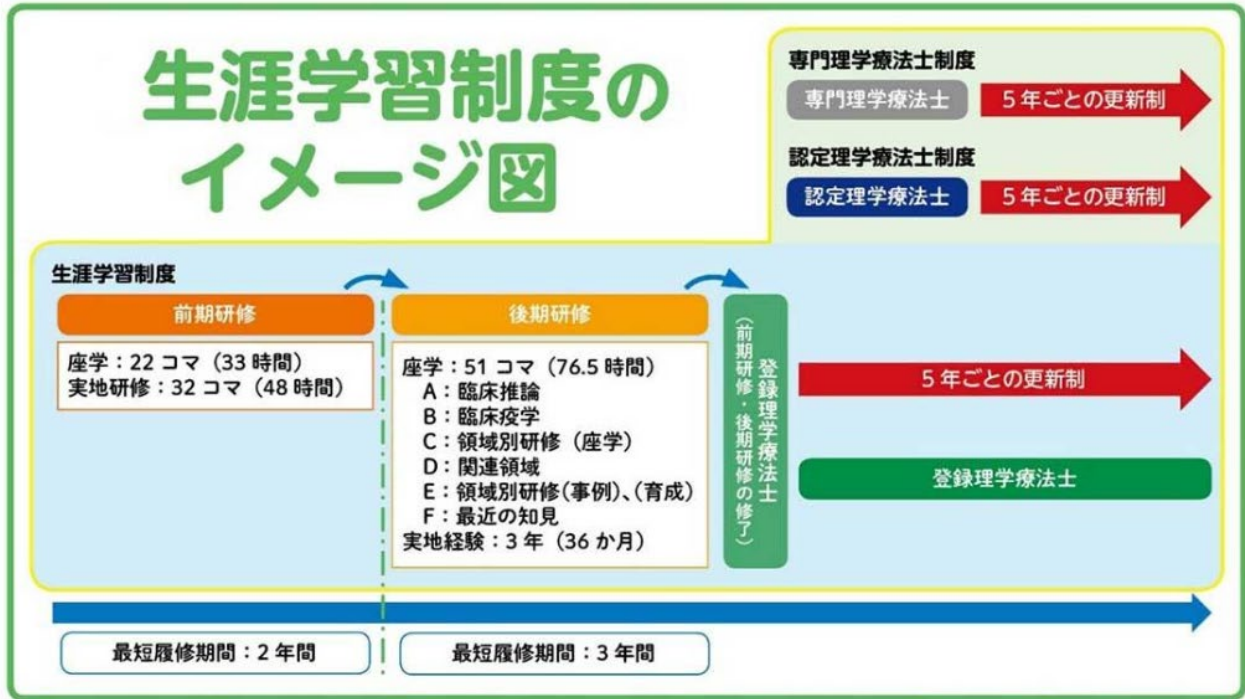 生涯学習制度の
イメージ図
専門理学療法士制度
専門理学療法士
5年ごとの更新制
認定理学療法士制度
認定理学療法士
5年ごとの更新制
生涯学習制度
前期研修
座学：22コマ（33時間）
実地研修：32コマ（48時間）
後期研修
座学：51コマ（76.5時間）
A：臨床推論
B：臨床疫学
C：領域別研修（座学）
D：関連領域
E：領域別研修（事例）、（育成）
F：最近の知見
実地経験：3年（36か月）
登録理学療法士
（前期研修・後期研修の修了）
5年ごとの更新制
登録理学療法士
最短履修期間：2年間
最短履修期間：3年間